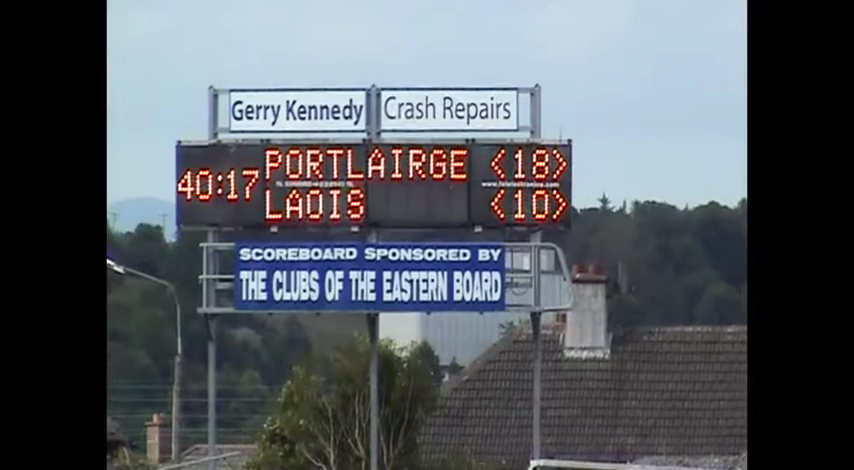 Gerry Kennedy Crash Repairs
40:17 PORTLAIRGE <18>
LAOIS <10>
SCOREBOARD SPONSORED BY
THE CLUBS OF THE EASTERN BOARD